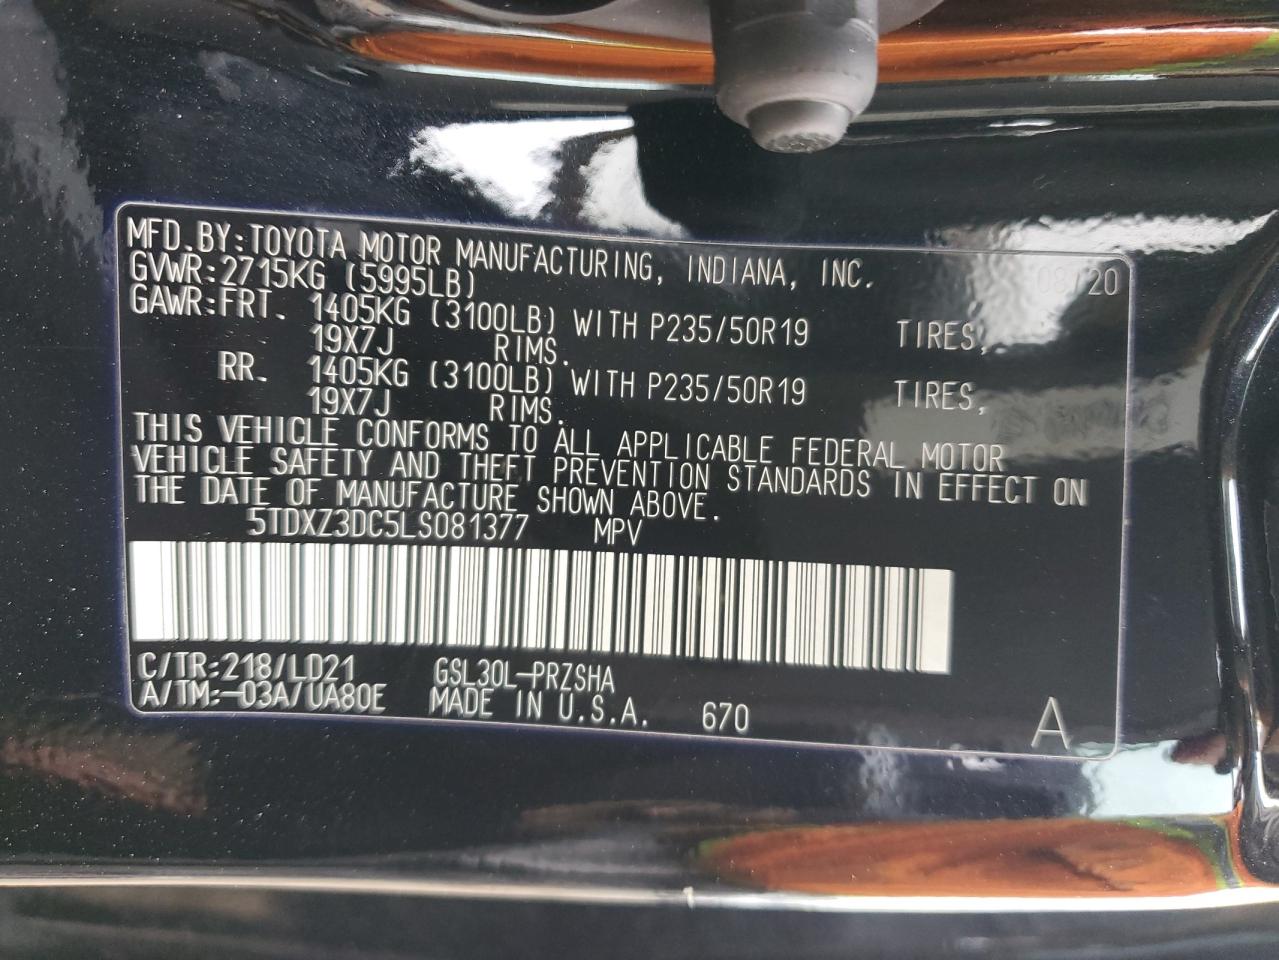 MFD.BY:TOYOTA MOTOR MANUFACTURING, INDIANA, INC. 08/20
GVWR:2715KG (5995LB)
GAWR:FRT. 1405KG (3100LB) WITH P235/50R19 TIRES,
19X7J RIMS.
RR. 1405KG (3100LB) WITH P235/50R19 TIRES,
19X7J RIMS.
THIS VEHICLE CONFORMS TO ALL APPLICABLE FEDERAL MOTOR
VEHICLE SAFETY AND THEFT PREVENTION STANDARDS IN EFFECT ON
THE DATE OF MANUFACTURE SHOWN ABOVE.
5TDXZ3DC5LS081377 MPV
C/TR:218/LD21 GSL30L-PRZSHA
A/TM:-03A/UA80E MADE IN U.S.A. 670 A